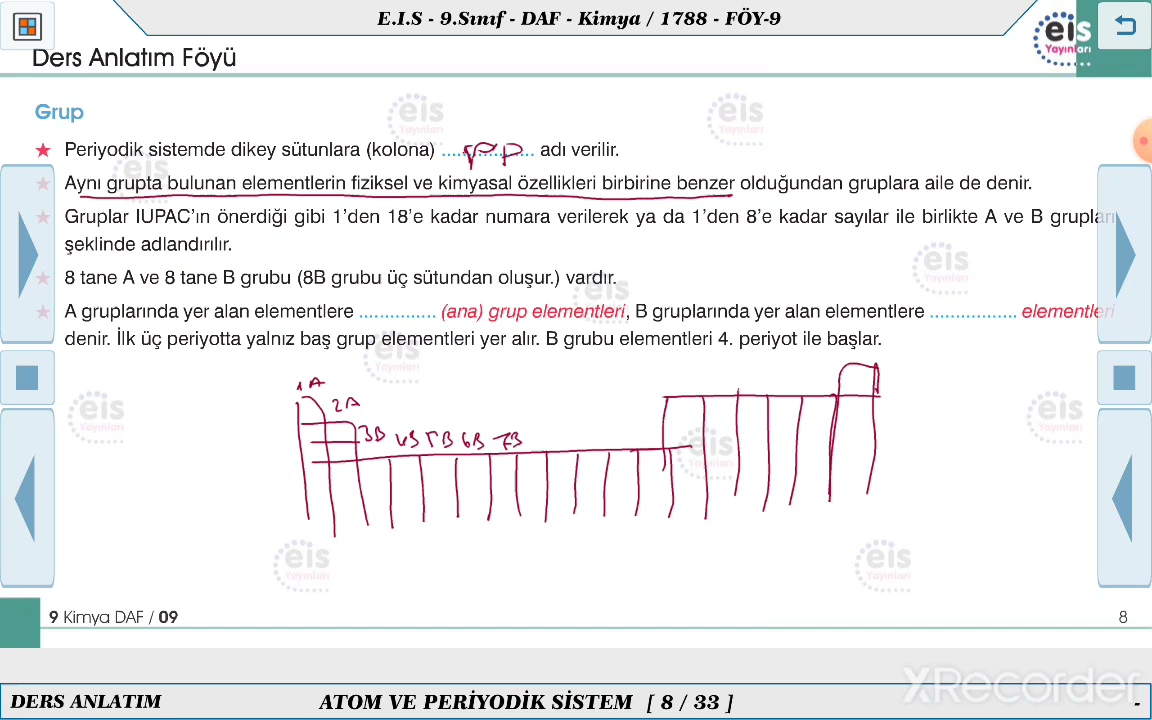 E.I.S - 9.Sınıf - DAF - Kimya / 1788 - FÖY-9
eis
Yayınları
Ders Anlatım Föyü
Grup
Periyodik sistemde dikey sütunlara (kolona) .................. adı verilir.
Aynı grupta bulunan elementlerin fiziksel ve kimyasal özellikleri birbirine benzer olduğundan gruplara aile de denir.
Gruplar IUPAC'ın önerdiği gibi 1'den 18'e kadar numara verilerek ya da 1'den 8'e kadar sayılar ile birlikte A ve B grupları
şeklinde adlandırılır.
8 tane A ve 8 tane B grubu (8B grubu üç sütundan oluşur.) vardır.
A gruplarında yer alan elementlere ............... (ana) grup elementleri, B gruplarında yer alan elementlere ................. elementleri
denir. İlk üç periyotta yalnız baş grup elementleri yer alır. B grubu elementleri 4. periyot ile başlar.
1A
2A
3B 4B 5B 6B 7B
9 Kimya DAF / 09
8
XRecorder
DERS ANLATIM ATOM VE PERİYODİK SİSTEM [ 8 / 33 ] -